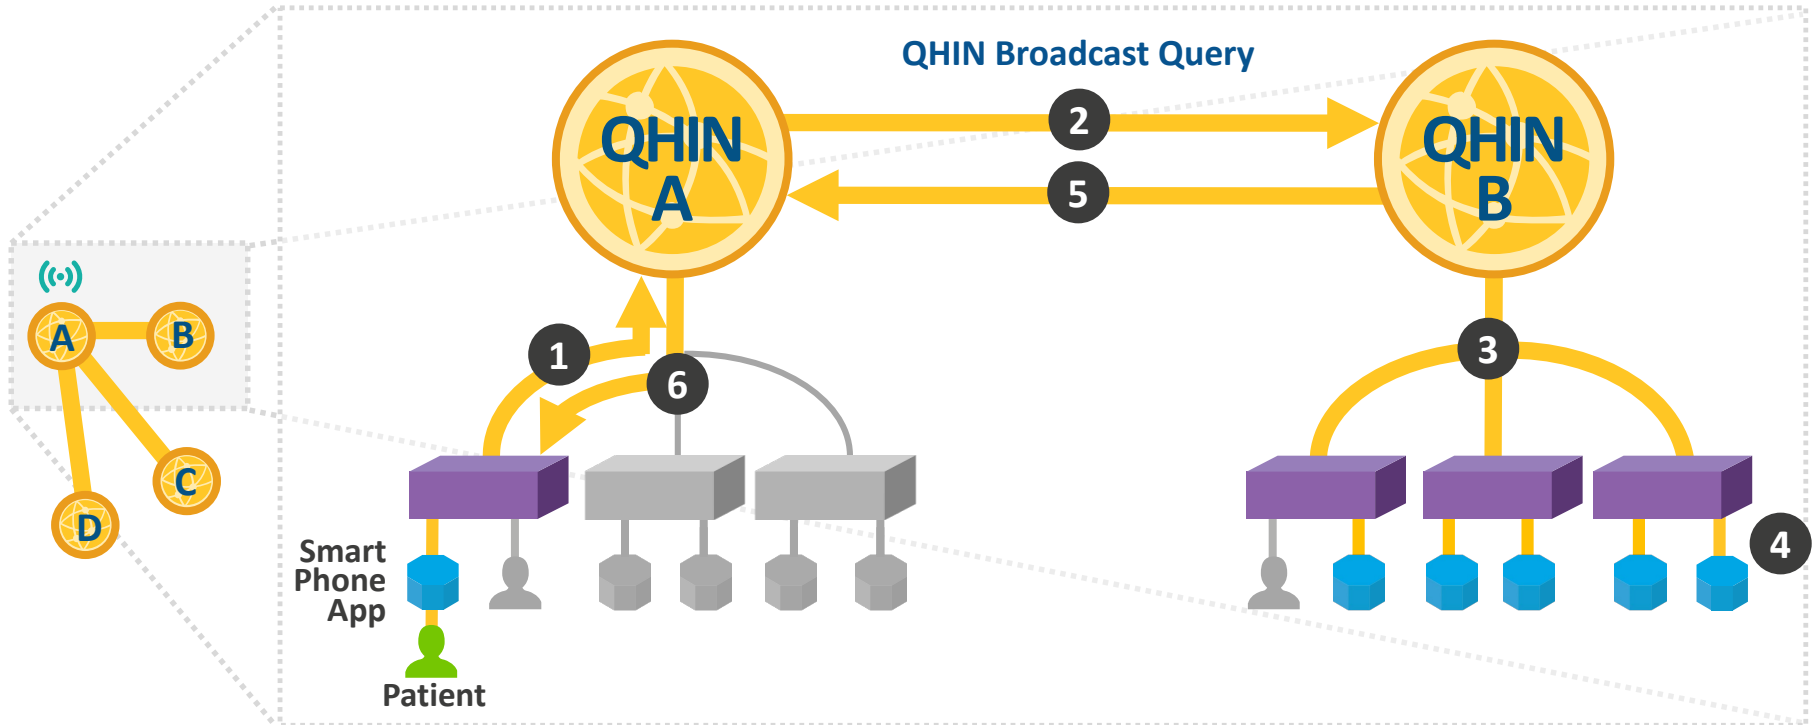 QHIN Broadcast Query
QHIN
A
QHIN
B
2
5
A
B
C
D
1
6
3
4
Smart
Phone
App
Patient